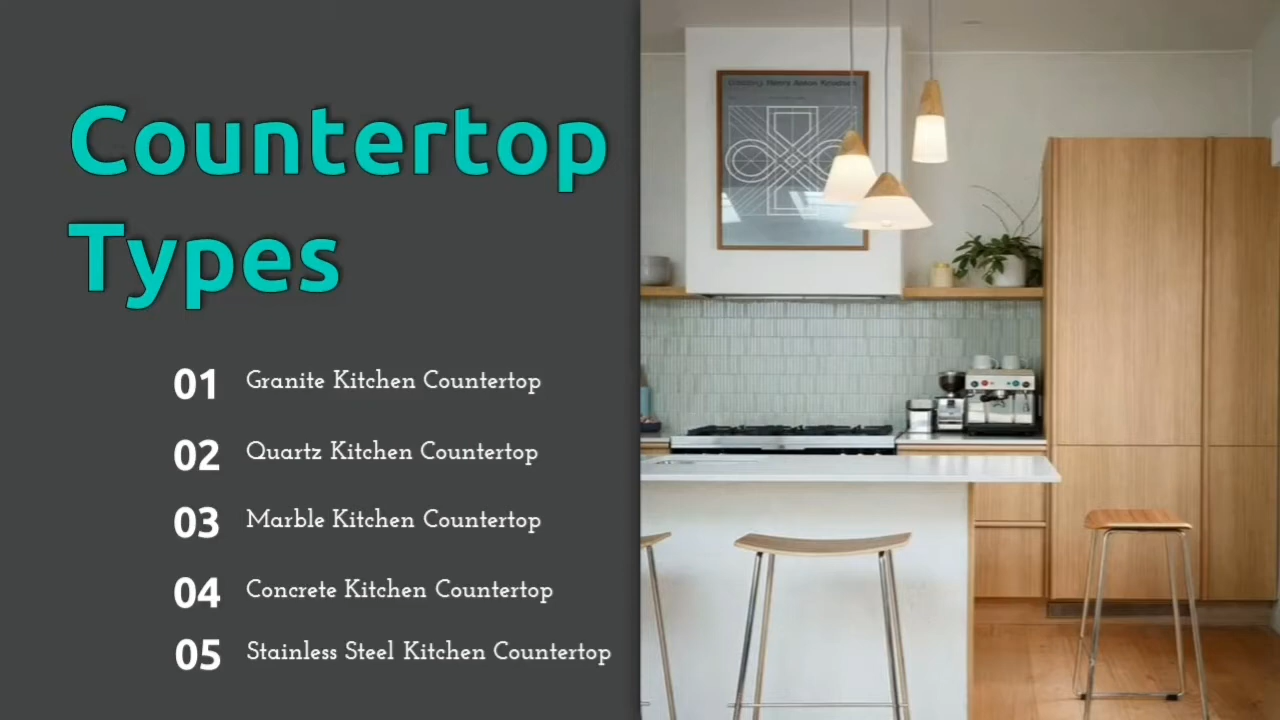 Countertop
Types
01 Granite Kitchen Countertop
02 Quartz Kitchen Countertop
03 Marble Kitchen Countertop
04 Concrete Kitchen Countertop
05 Stainless Steel Kitchen Countertop